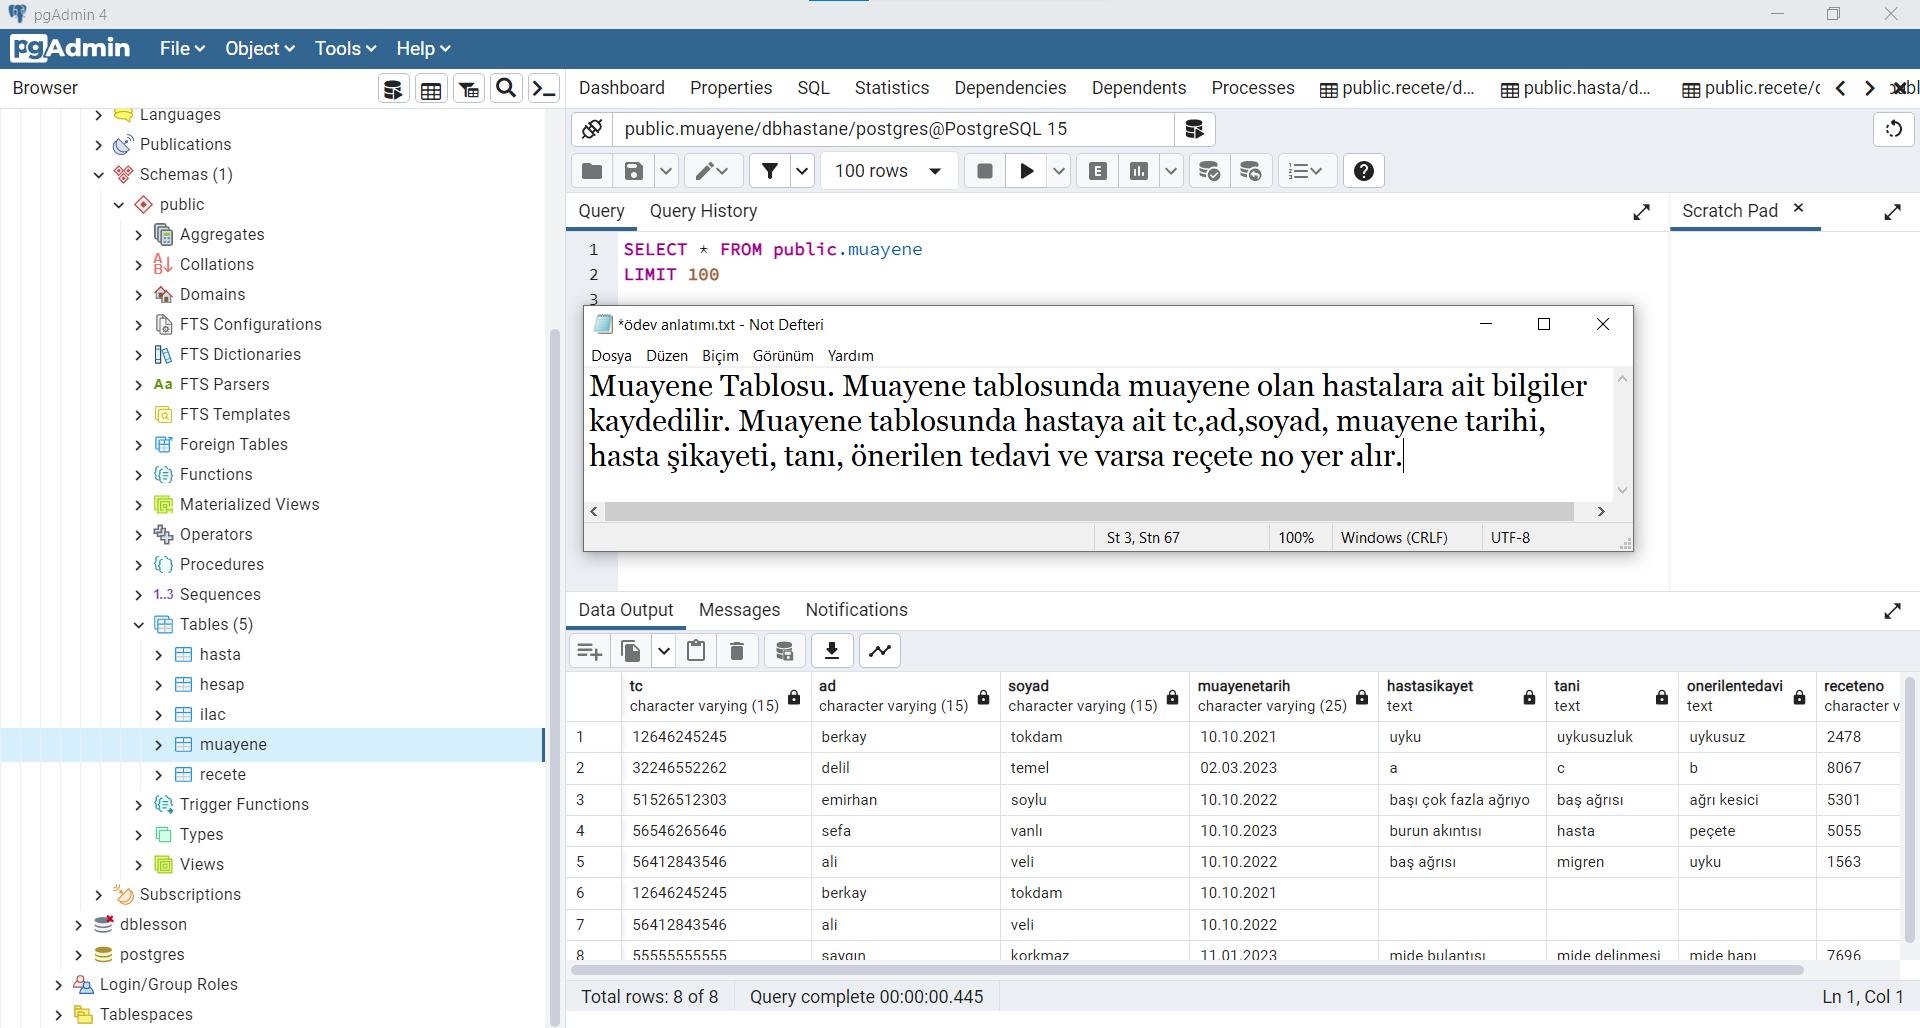 pgAdmin 4
pgAdmin File Object Tools Help
Browser
Dashboard Properties SQL Statistics Dependencies Dependents Processes public.recete/d... public.hasta/d... public.recete/
Languages
Publications
Schemas (1)
public
Aggregates
Collations
Domains
FTS Configurations
FTS Dictionaries
Aa FTS Parsers
FTS Templates
Foreign Tables
Functions
Materialized Views
Operators
Procedures
1..3 Sequences
Tables (5)
hasta
hesap
ilac
muayene
recete
Trigger Functions
Types
Views
Subscriptions
dblesson
postgres
Login/Group Roles
Tablespaces
public.muayene/dbhastane/postgres@PostgreSQL 15
100 rows
Query Query History
Scratch Pad
1 SELECT * FROM public.muayene
2 LIMIT 100
3
*ödev anlatımı.txt - Not Defteri
Dosya Düzen Biçim Görünüm Yardım
Muayene Tablosu. Muayene tablosunda muayene olan hastalara ait bilgiler
kaydedilir. Muayene tablosunda hastaya ait tc,ad,soyad, muayene tarihi,
hasta şikayeti, tanı, önerilen tedavi ve varsa reçete no yer alır.
St 3, Stn 67 100% Windows (CRLF) UTF-8
Data Output Messages Notifications
tc ad soyad muayenetarih hastasikayet tani onerilentedavi receteno
character varying (15) character varying (15) character varying (15) character varying (25) text text text character v
1 12646245245 berkay tokdam 10.10.2021 uyku uykusuzluk uykusuz 2478
2 32246552262 delil temel 02.03.2023 a c b 8067
3 51526512303 emirhan soylu 10.10.2022 başı çok fazla ağrıyo baş ağrısı ağrı kesici 5301
4 56546265646 sefa vanlı 10.10.2023 burun akıntısı hasta peçete 5055
5 56412843546 ali veli 10.10.2022 baş ağrısı migren uyku 1563
6 12646245245 berkay tokdam 10.10.2021
7 56412843546 ali veli 10.10.2022
8 55555555555 saygın korkmaz 11.01.2023 mide bulantısı mide delinmesi mide hapı 7696
Total rows: 8 of 8 Query complete 00:00:00.445 Ln 1, Col 1